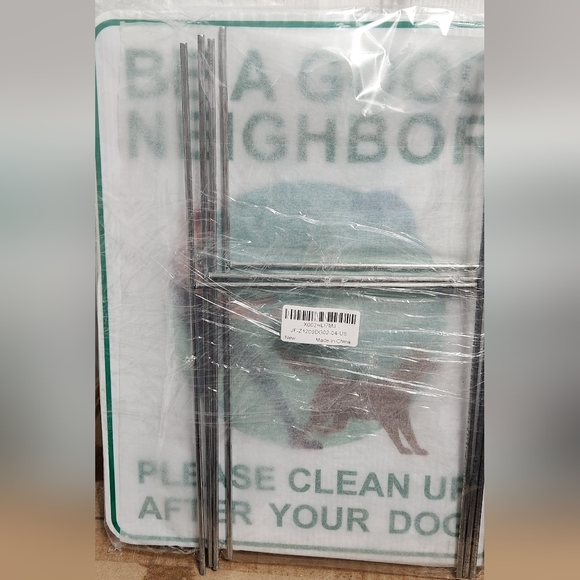 BE A GOOD
NEIGHBOR
New
Made in China
PLEASE CLEAN UP
AFTER YOUR DOG